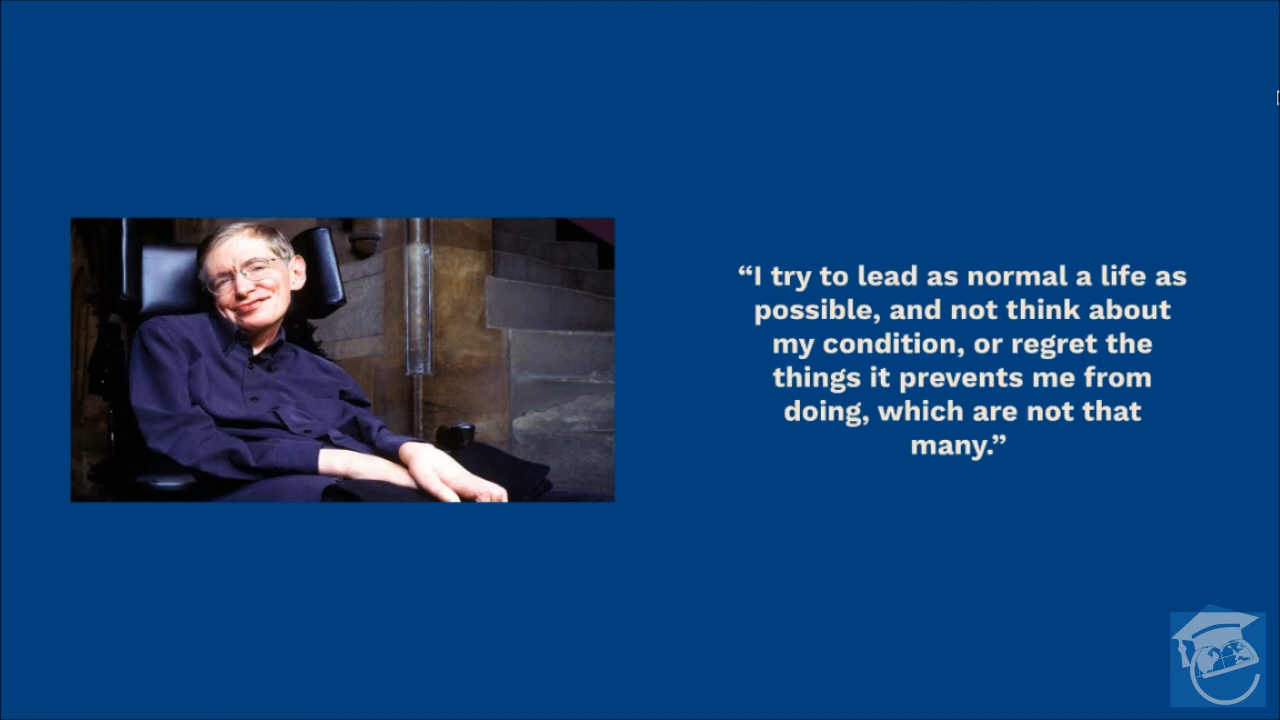 “I try to lead as normal a life as
possible, and not think about
my condition, or regret the
things it prevents me from
doing, which are not that
many.”